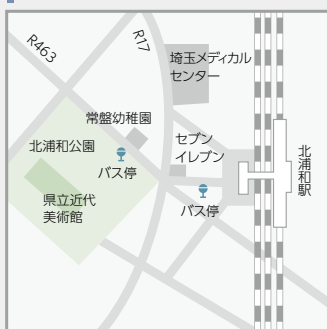 R463
R17
埼玉メディカル
センター
常盤幼稚園
北浦和公園
バス停
セブン
イレブン
北浦和駅
県立近代
美術館
バス停